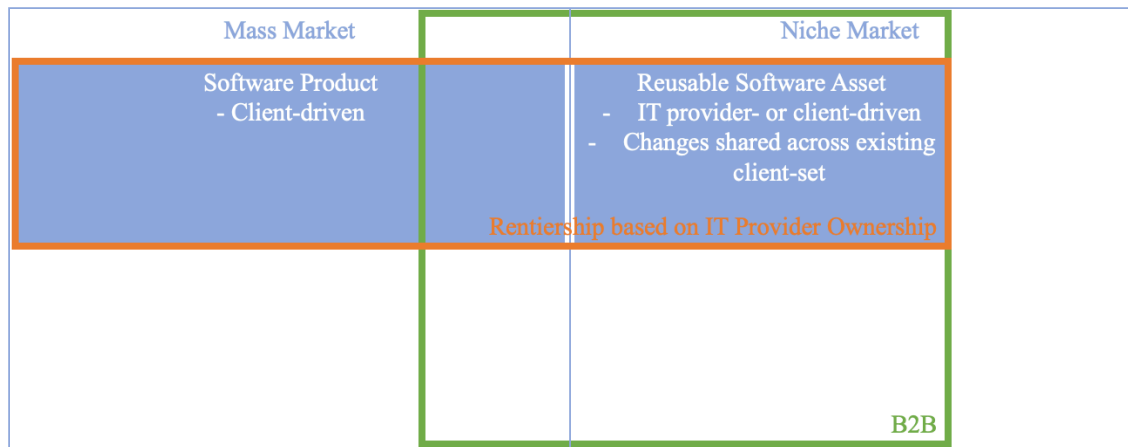 Mass Market
Niche Market
Software Product
- Client-driven
Reusable Software Asset
- IT provider- or client-driven
- Changes shared across existing
client-set
Rentiership based on IT Provider Ownership
B2B